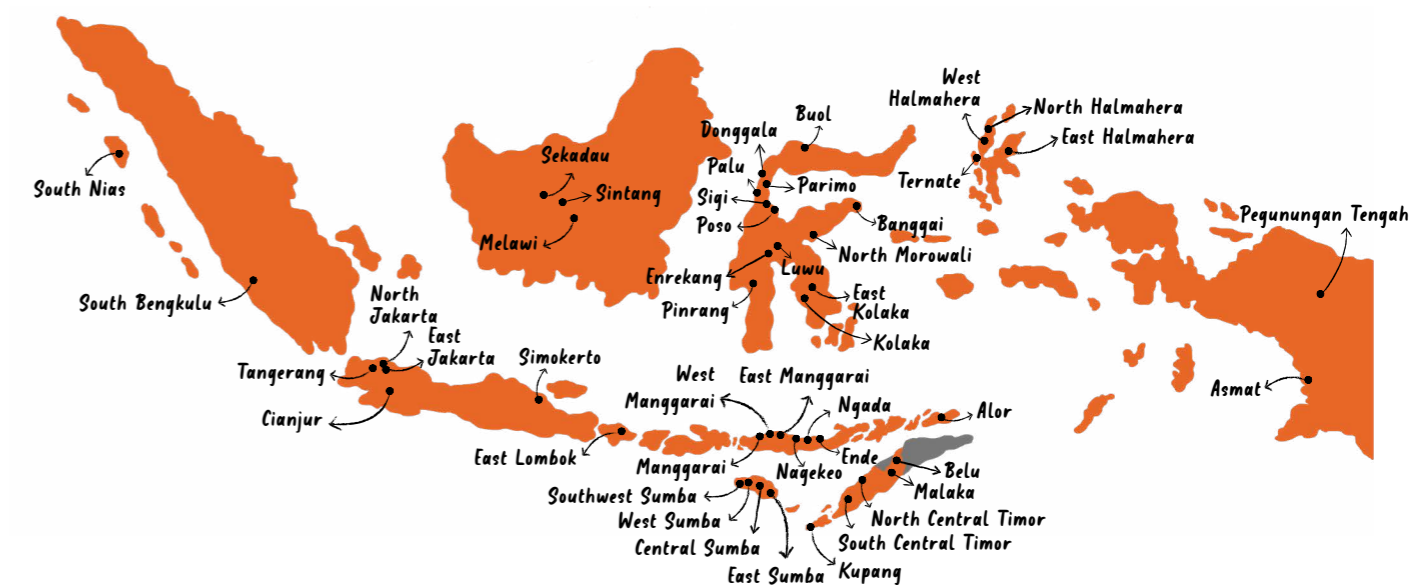 South Nias
South Bengkulu
Sekadau
Sintang
Melawi
North
Jakarta
East
Jakarta
Tangerang
Cianjur
Simokerto
East Lombok
Donggala
Buol
Palu
Parimo
Sigi
Poso
Banggai
North Morowali
Luwu
Enrekang
Pinrang
East
Kolaka
Kolaka
West
Halmahera
North Halmahera
East Halmahera
Ternate
Pegunungan Tengah
Asmat
West
Manggarai
East Manggarai
Ngada
Alor
Manggarai
Nagekeo
Ende
Belu
Malaka
Southwest Sumba
West Sumba
Central Sumba
East Sumba
North Central Timor
South Central Timor
Kupang